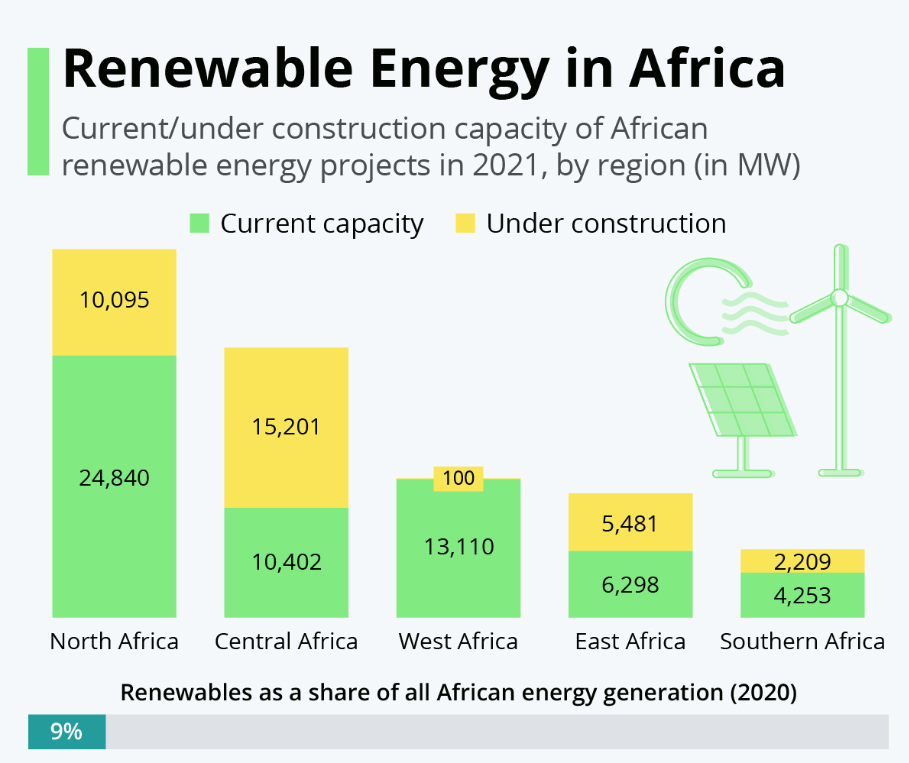 Renewable Energy in Africa
Current/under construction capacity of African
renewable energy projects in 2021, by region (in MW)
Current capacity Under construction
10,095
24,840
15,201
10,402
100
13,110
5,481
6,298
2,209
4,253
North Africa Central Africa West Africa East Africa Southern Africa
Renewables as a share of all African energy generation (2020)
9%